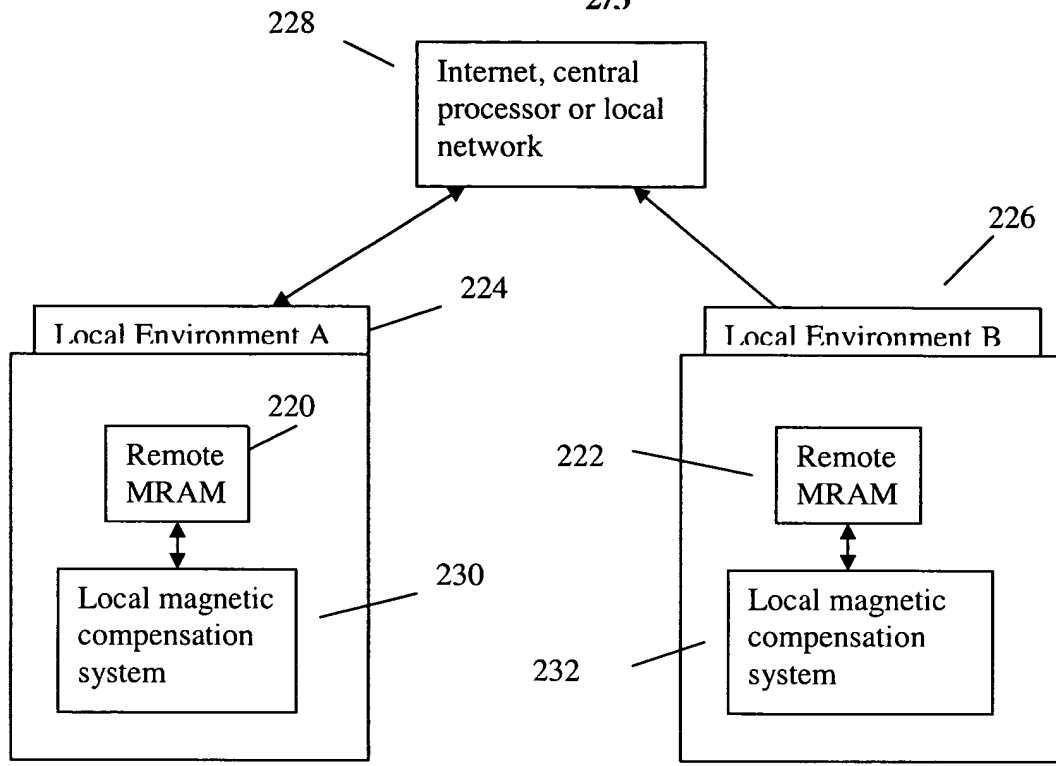 228
Internet, central
processor or local
network
226
224
Local Environment A
Local Environment B
220
Remote
MRAM
222
Remote
MRAM
230
Local magnetic
compensation
system
232
Local magnetic
compensation
system